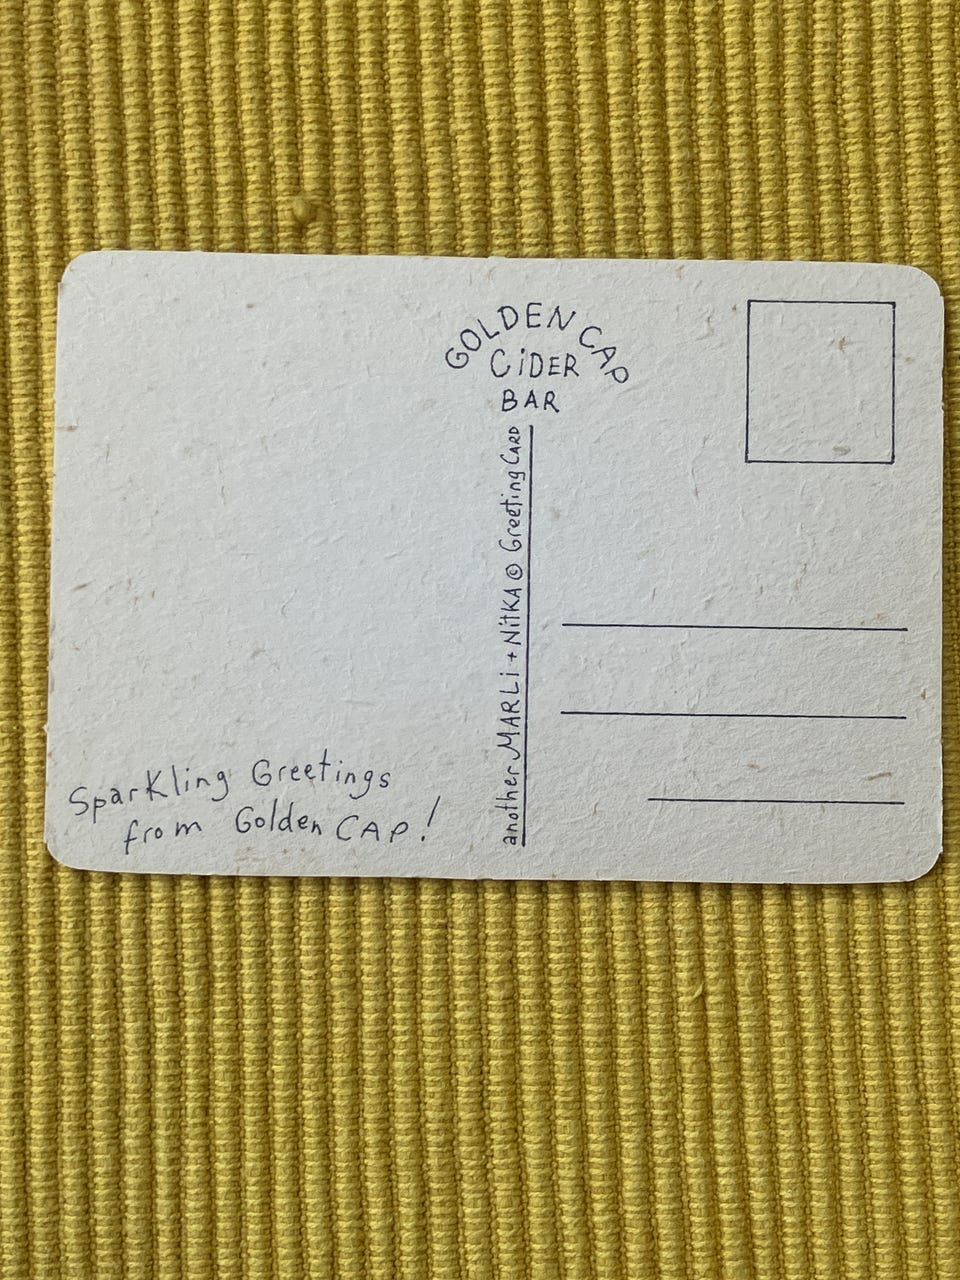 GOLDEN CAP
CiDER
BAR
another MARLi + NitKA © Greeting CARD
Sparkling Greetings
from Golden CAP!